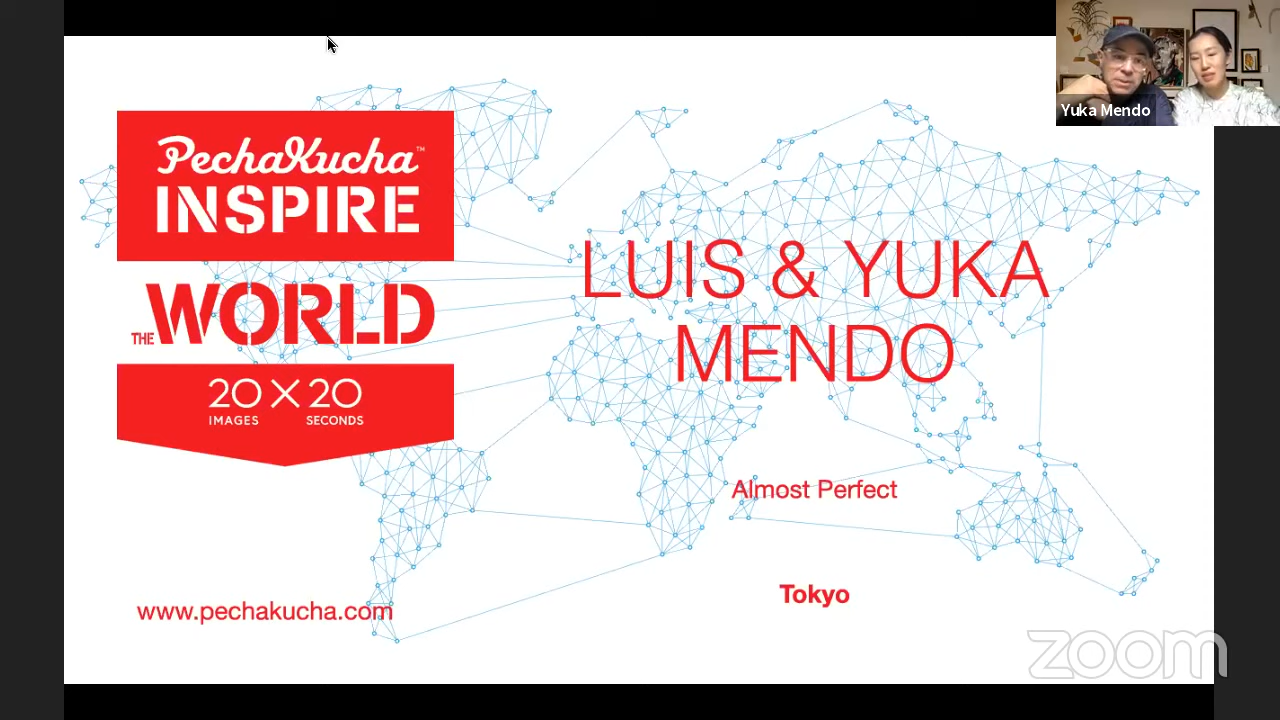 PechaKucha™
INSPIRE
THE WORLD
20 X 20
IMAGES SECONDS
www.pechakucha.com
LUIS & YUKA
MENDO
Almost Perfect
Tokyo
Yuka Mendo
zoom